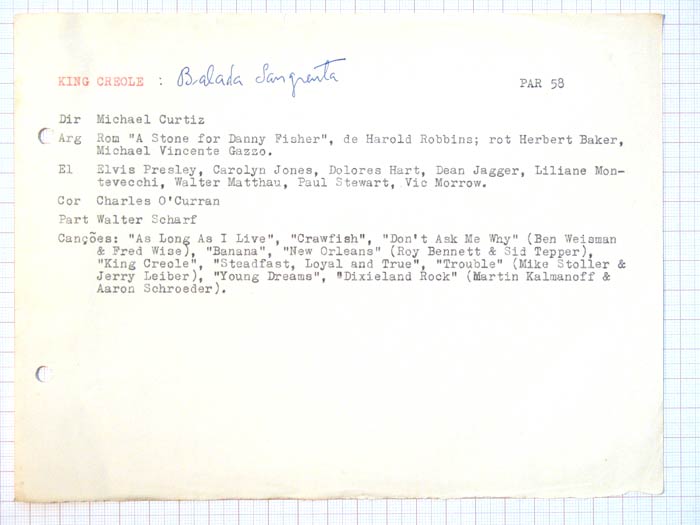 KING CREOLE : Balada Sangrenta PAR 58
Dir Michael Curtiz
Arg Rom "A Stone for Danny Fisher", de Harold Robbins; rot Herbert Baker,
Michael Vincente Gazzo.
El Elvis Presley, Carolyn Jones, Dolores Hart, Dean Jagger, Liliane Mon-
tevecchi, Walter Matthau, Paul Stewart, Vic Morrow.
Cor Charles O'Curran
Part Walter Scharf
Canções: "As Long As I Live", "Crawfish", "Don't Ask Me Why" (Ben Weisman
& Fred Wise), "Banana", "New Orleans" (Roy Bennett & Sid Tepper),
"King Creole", "Steadfast, Loyal and True", "Trouble" (Mike Stoller &
Jerry Leiber), "Young Dreams", "Dixieland Rock" (Martin Kalmanoff &
Aaron Schroeder).